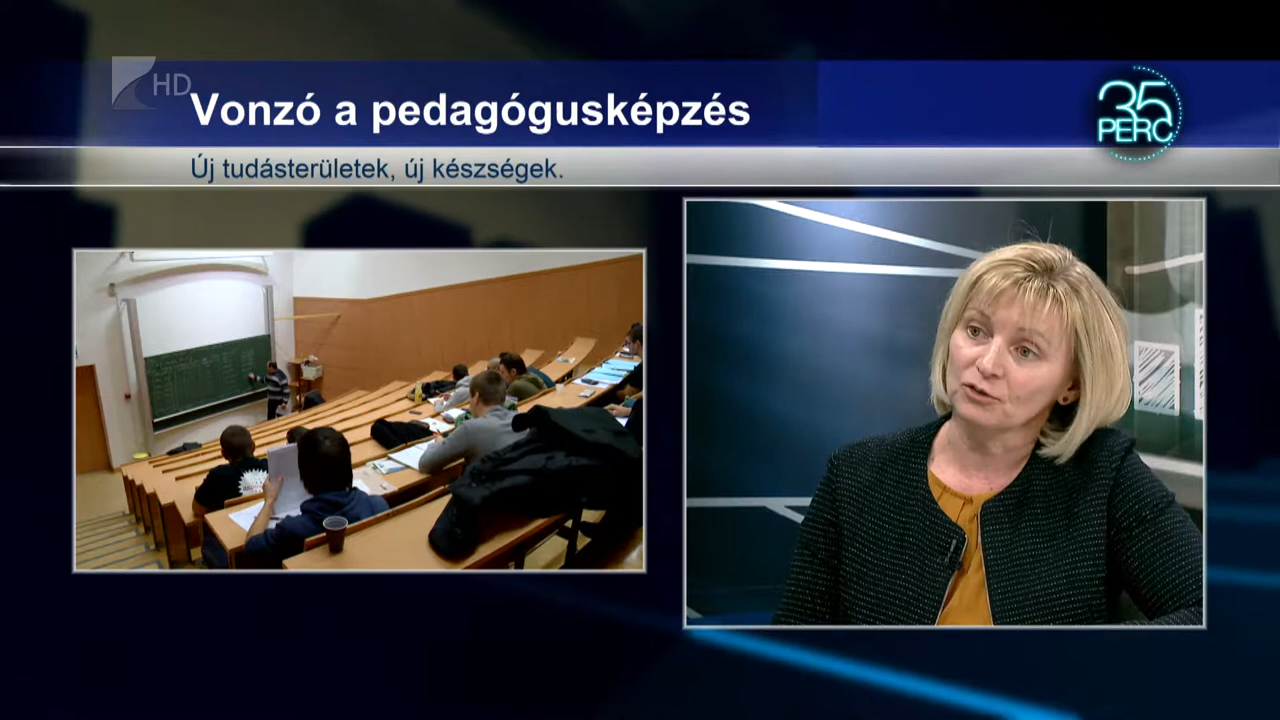 HD
Vonzó a pedagógusképzés
35
PERC
Új tudásterületek, új készségek.